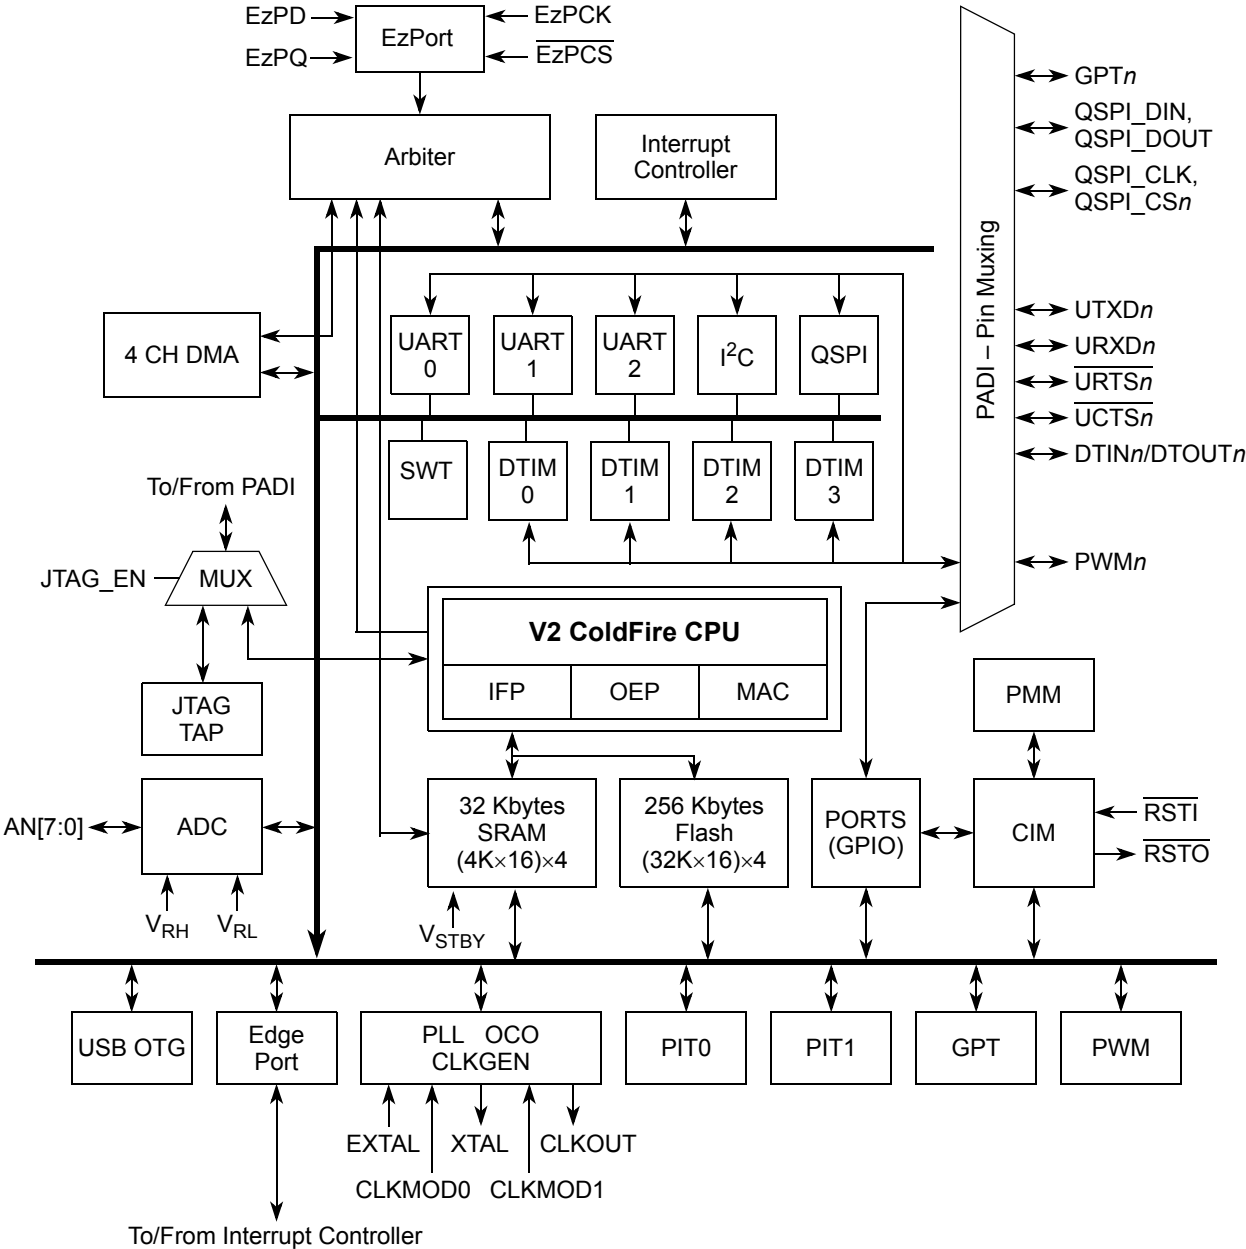 EzPD
EzPQ
EzPort
EzPCK
EzPCS
Arbiter
Interrupt
Controller
GPTn
QSPI_DIN,
QSPI_DOUT
QSPI_CLK,
QSPI_CSn
PADI – Pin Muxing
UTXDn
URXDn
URTSn
UCTSn
DTINn/DTOUTn
PWMn
4 CH DMA
UART
0
UART
1
UART
2
I²C
QSPI
SWT
DTIM
0
DTIM
1
DTIM
2
DTIM
3
To/From PADI
JTAG_EN
MUX
JTAG
TAP
V2 ColdFire CPU
IFP
OEP
MAC
PMM
AN[7:0]
ADC
VRH
VRL
32 Kbytes
SRAM
(4K×16)×4
VSTBY
256 Kbytes
Flash
(32K×16)×4
PORTS
(GPIO)
CIM
RSTI
RSTO
USB OTG
Edge
Port
PLL OCO
CLKGEN
PIT0
PIT1
GPT
PWM
EXTAL
XTAL
CLKOUT
CLKMOD0
CLKMOD1
To/From Interrupt Controller